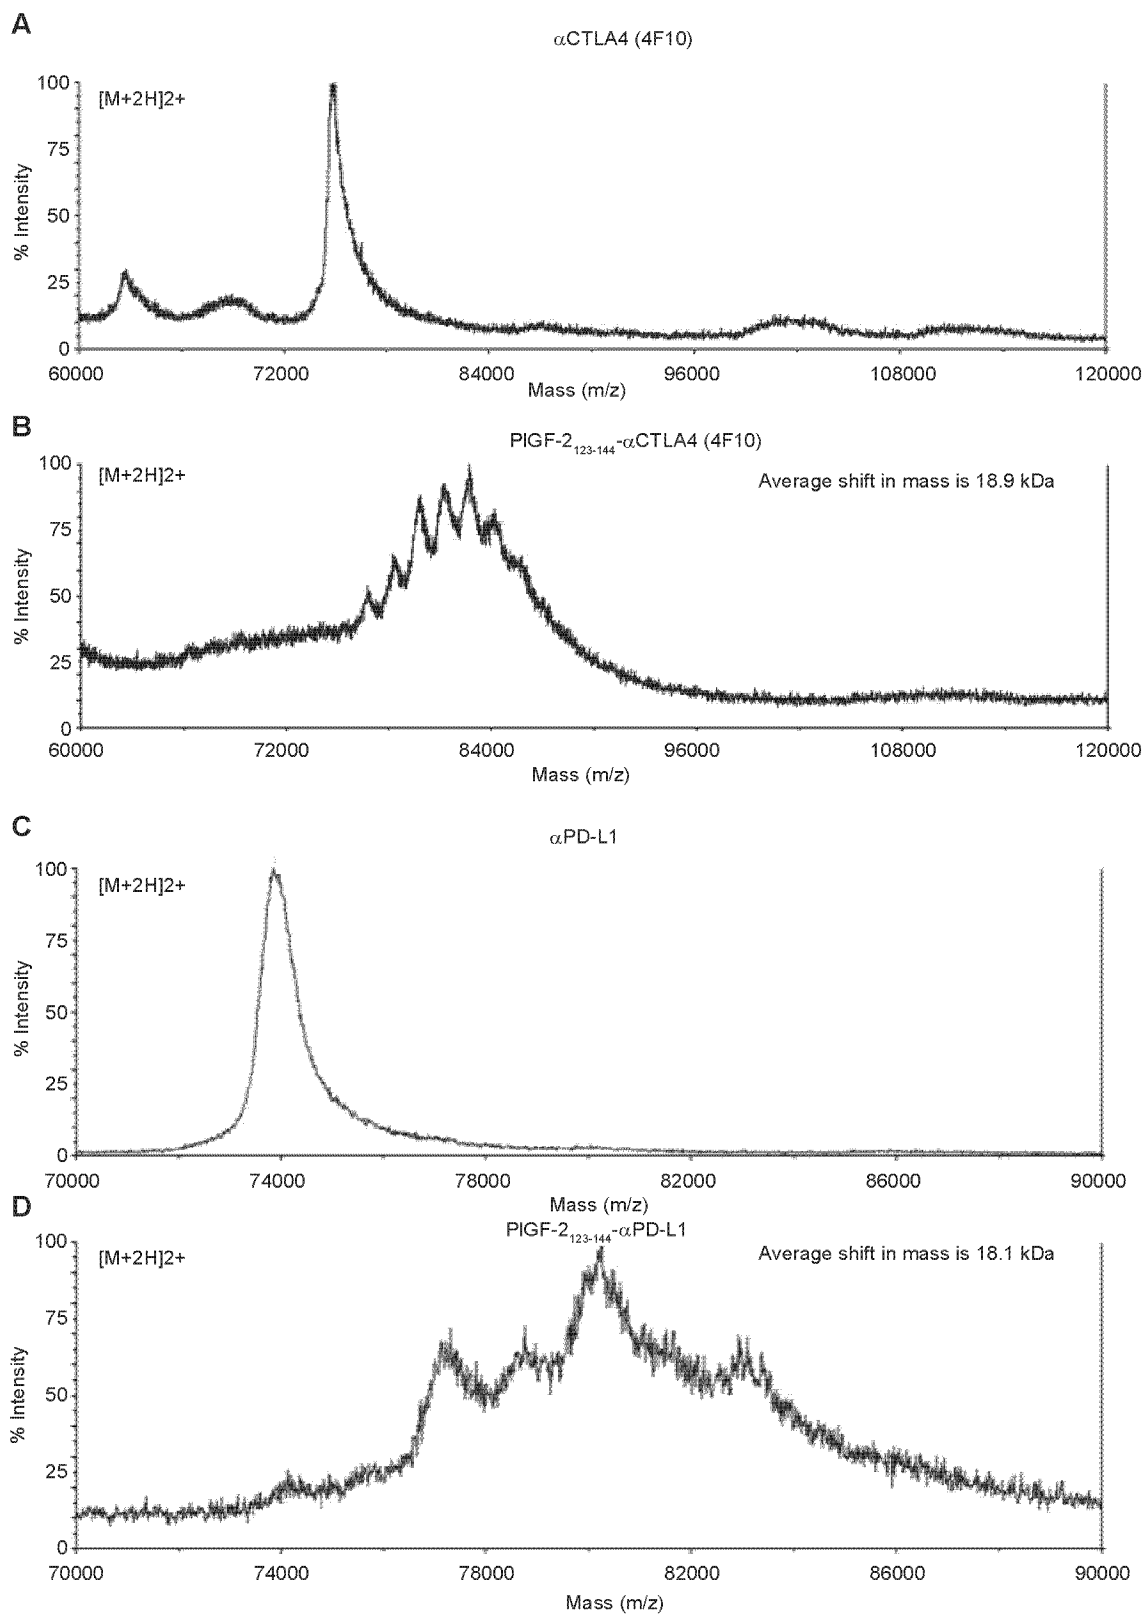 A
αCTLA4 (4F10)
[M+2H]2+
% Intensity
100
75
50
25
0
60000 72000 84000 96000 108000 120000
Mass (m/z)
B
PlGF-2123-144-αCTLA4 (4F10)
[M+2H]2+
Average shift in mass is 18.9 kDa
% Intensity
100
75
50
25
0
60000 72000 84000 96000 108000 120000
Mass (m/z)
C
αPD-L1
[M+2H]2+
% Intensity
100
75
50
25
0
70000 74000 78000 82000 86000 90000
Mass (m/z)
D
PlGF-2123-144-αPD-L1
[M+2H]2+
Average shift in mass is 18.1 kDa
% Intensity
100
75
50
25
0
70000 74000 78000 82000 86000 90000
Mass (m/z)